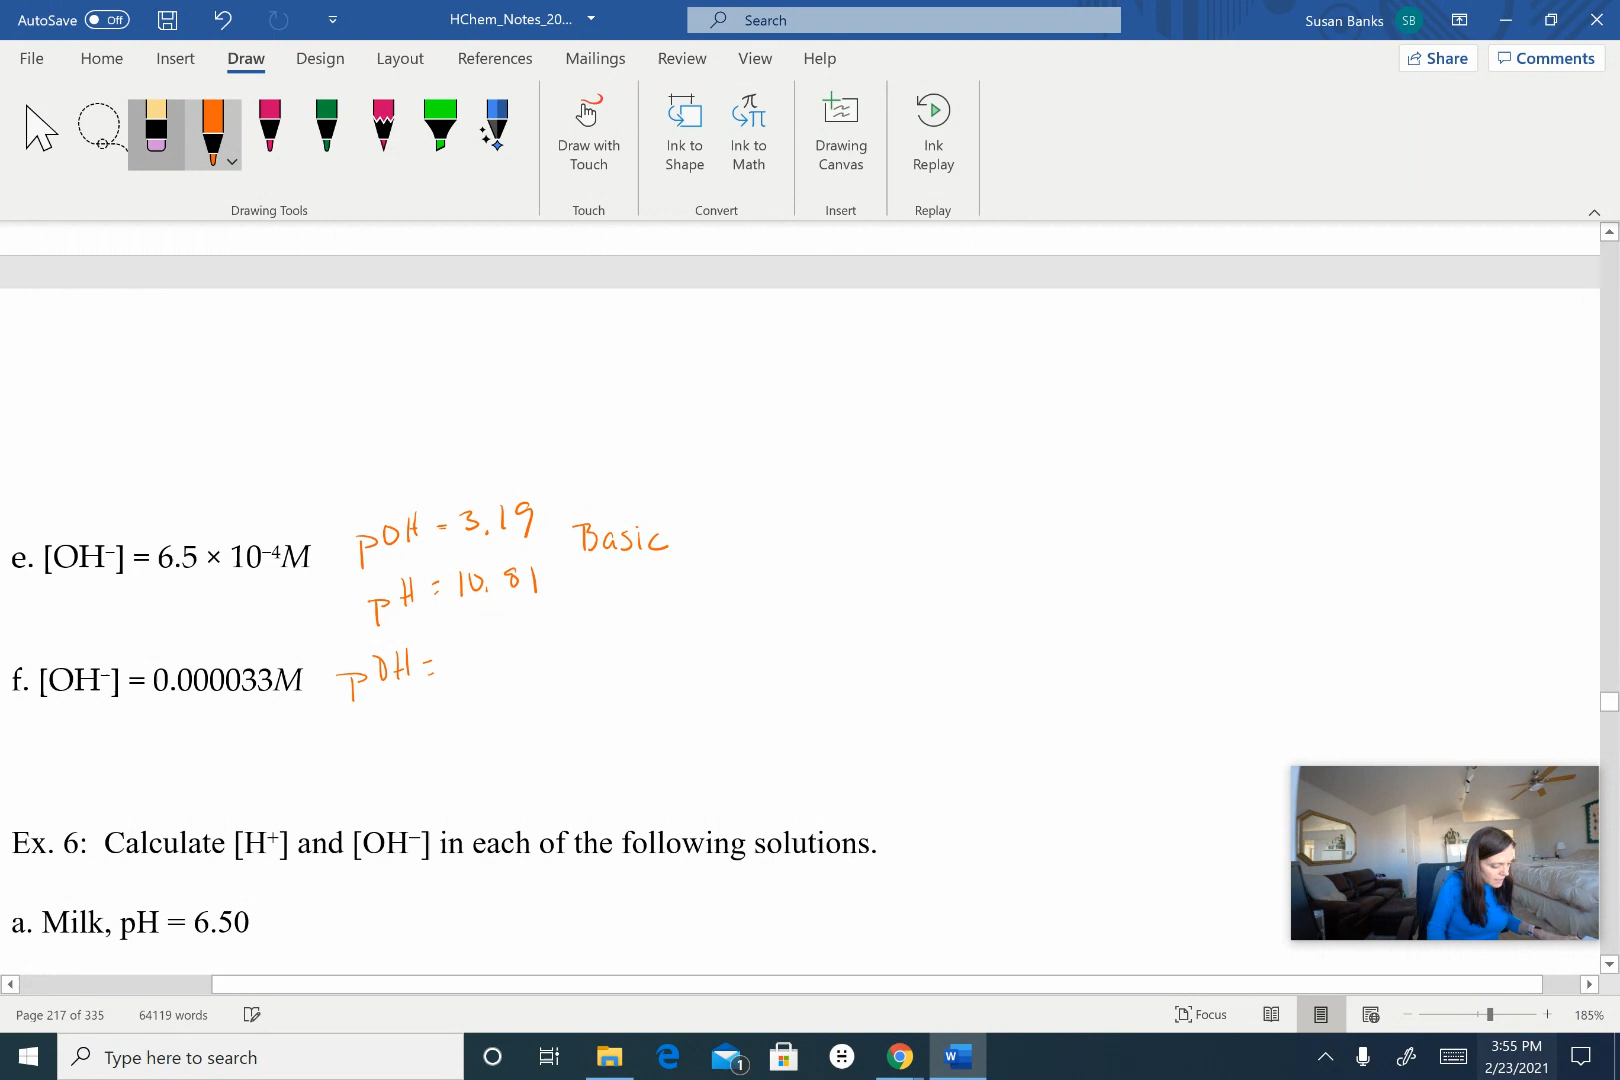 AutoSave Off HChem_Notes_20... Search Susan Banks SB
File Home Insert Draw Design Layout References Mailings Review View Help Share Comments
Draw with Touch
Ink to Shape
Ink to Math
Drawing Canvas
Ink Replay
Drawing Tools Touch Convert Insert Replay
pOH = 3.19 Basic
e. [OH⁻] = 6.5 × 10⁻⁴M
pH = 10.81
f. [OH⁻] = 0.000033M pOH =
Ex. 6: Calculate [H⁺] and [OH⁻] in each of the following solutions.
a. Milk, pH = 6.50
Page 217 of 335 64119 words Focus 185%
Type here to search 1 W 3:55 PM
2/23/2021